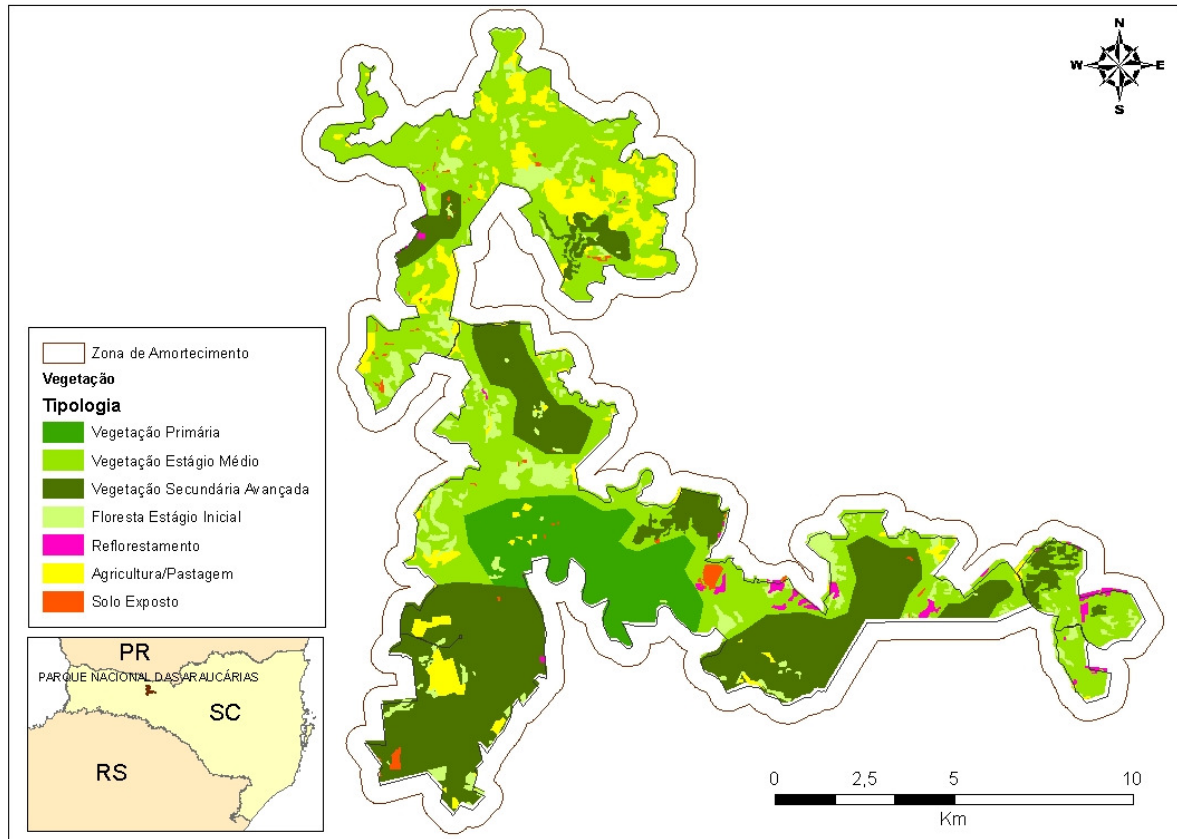 N
W E
S
Zona de Amortecimento
Vegetação
Tipologia
Vegetação Primária
Vegetação Estágio Médio
Vegetação Secundária Avançada
Floresta Estágio Inicial
Reflorestamento
Agricultura/Pastagem
Solo Exposto
PR
PARQUE NACIONAL DAS ARAUCÁRIAS
SC
RS
0 2,5 5 10
Km